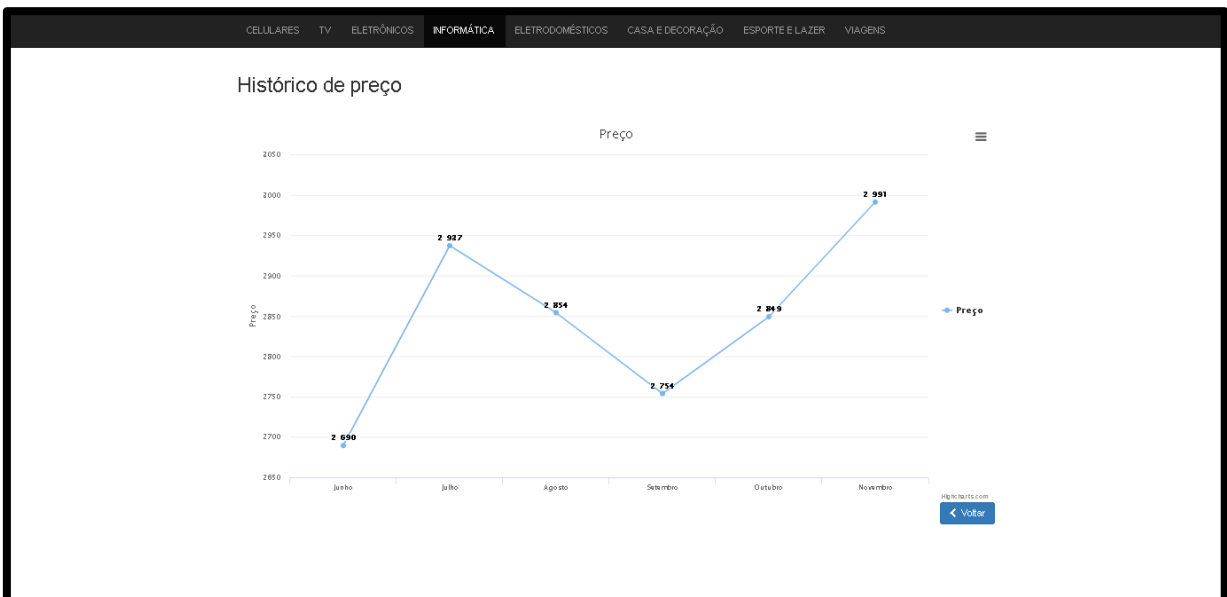 CELULARES TV ELETRÔNICOS INFORMÁTICA ELETRODOMÉSTICOS CASA E DECORAÇÃO ESPORTE E LAZER VIAGENS
Histórico de preço
Preço
3050
3000
2950
2900
2850
2800
2750
2700
2650
Preço
2 690
2 937
2 854
2 754
2 849
2 991
Junho Julho Agosto Setembro Outubro Novembro
Preço
Highcharts.com
Voltar